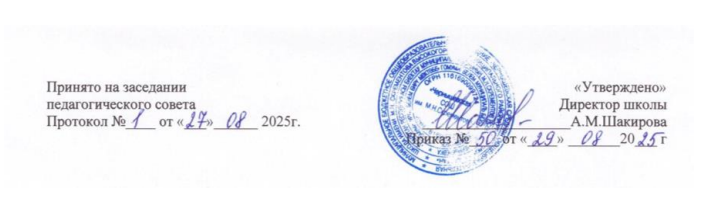 Принято на заседании
педагогического совета
Протокол № 1 от «27» 08 2025г.
«Утверждено»
Директор школы
А.М.Шакирова
Приказ № 50 от «29» 08 2025 г